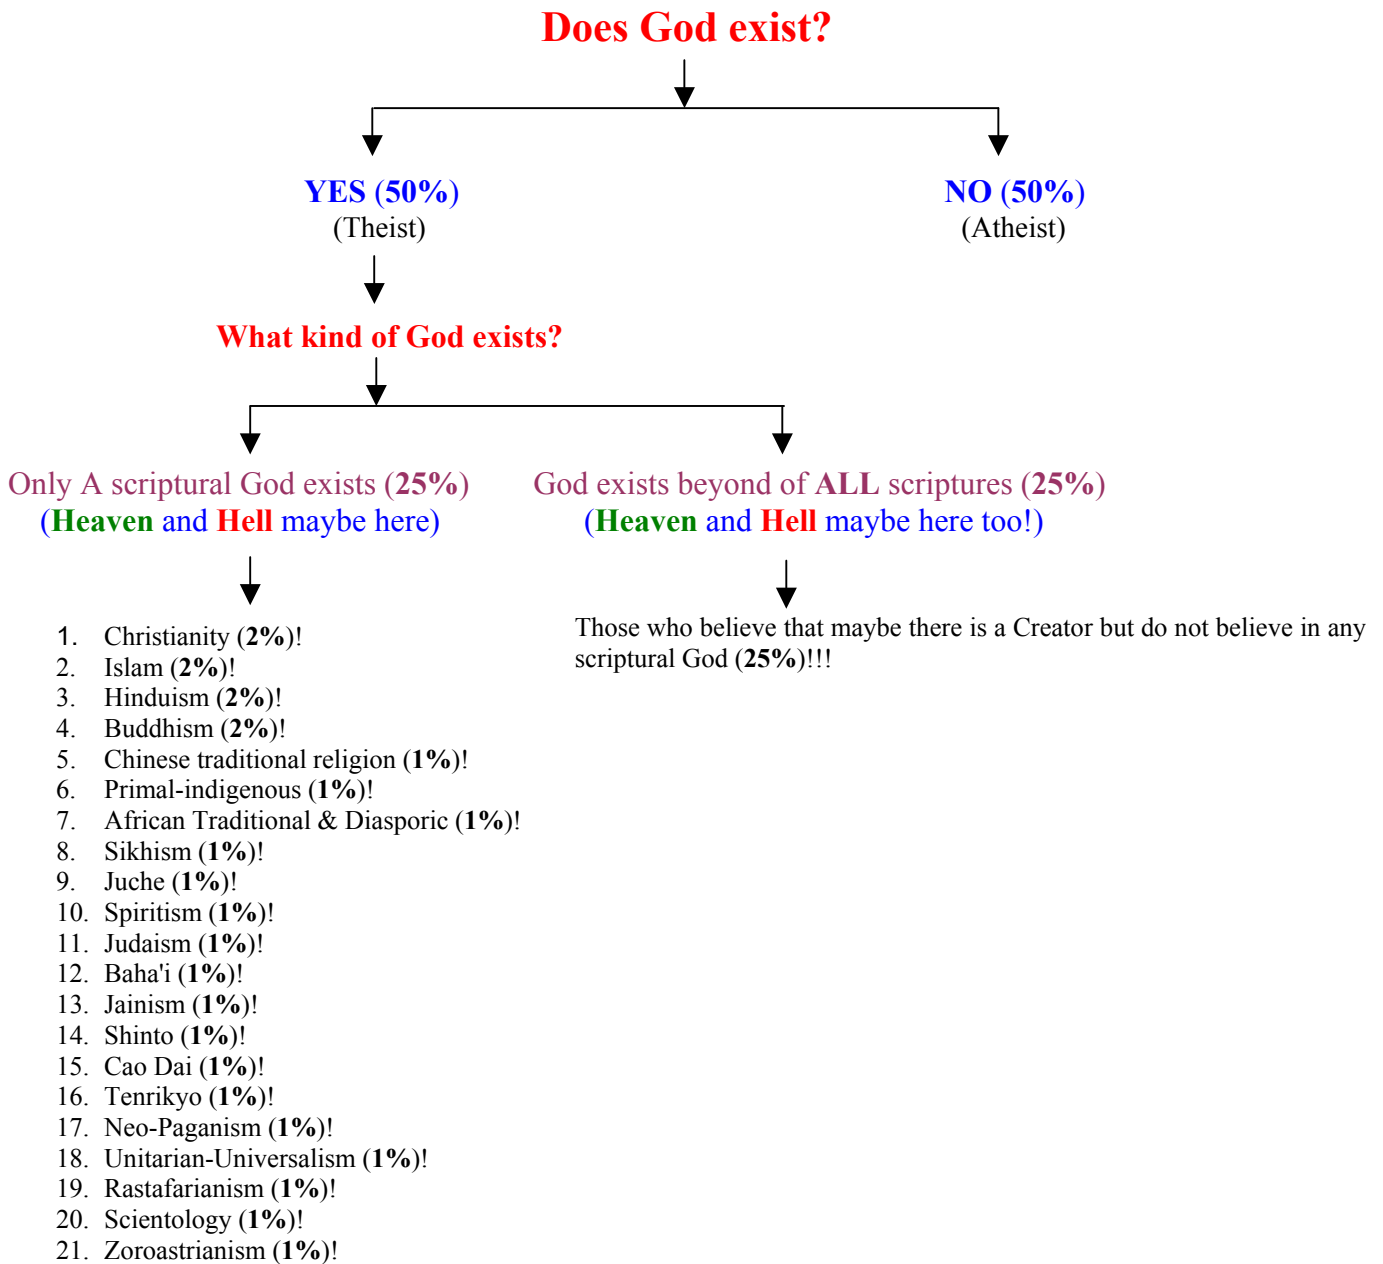 Does God exist?
YES (50%)
(Theist)
NO (50%)
(Atheist)
What kind of God exists?
Only A scriptural God exists (25%)
(Heaven and Hell maybe here)
God exists beyond of ALL scriptures (25%)
(Heaven and Hell maybe here too!)
1. Christianity (2%)!
2. Islam (2%)!
3. Hinduism (2%)!
4. Buddhism (2%)!
5. Chinese traditional religion (1%)!
6. Primal-indigenous (1%)!
7. African Traditional & Diasporic (1%)!
8. Sikhism (1%)!
9. Juche (1%)!
10. Spiritism (1%)!
11. Judaism (1%)!
12. Baha'i (1%)!
13. Jainism (1%)!
14. Shinto (1%)!
15. Cao Dai (1%)!
16. Tenrikyo (1%)!
17. Neo-Paganism (1%)!
18. Unitarian-Universalism (1%)!
19. Rastafarianism (1%)!
20. Scientology (1%)!
21. Zoroastrianism (1%)!
Those who believe that maybe there is a Creator but do not believe in any
scriptural God (25%)!!!